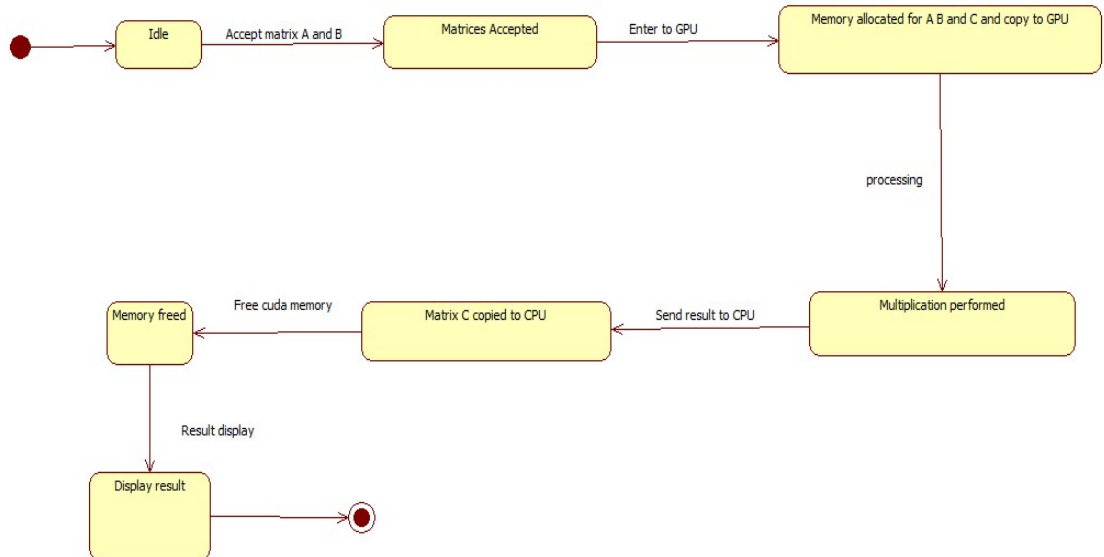 Idle
Accept matrix A and B
Matrices Accepted
Enter to GPU
Memory allocated for A B and C and copy to GPU
processing
Multiplication performed
Send result to CPU
Matrix C copied to CPU
Free cuda memory
Memory freed
Result display
Display result